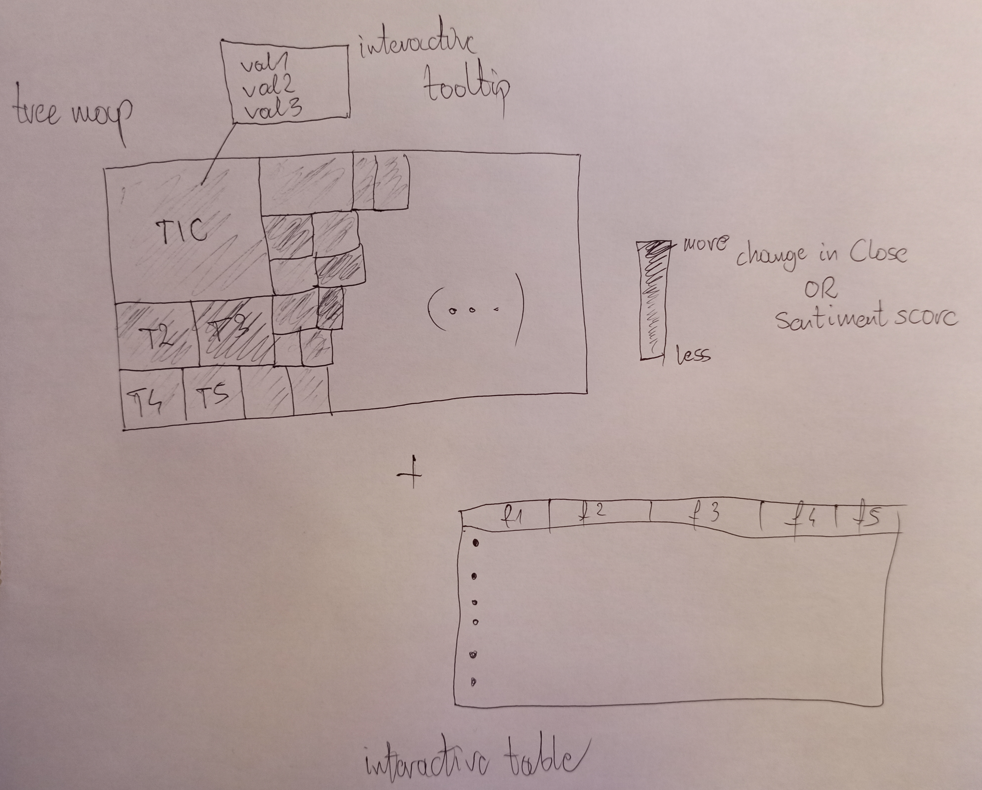 interactive
tooltip
val1
val2
val3
tree map
TIC
T2 T3
T4 T5
(...)
more
change in Close
OR
Sentiment score
less
+
f1 f2 f3 f4 f5
interactive table